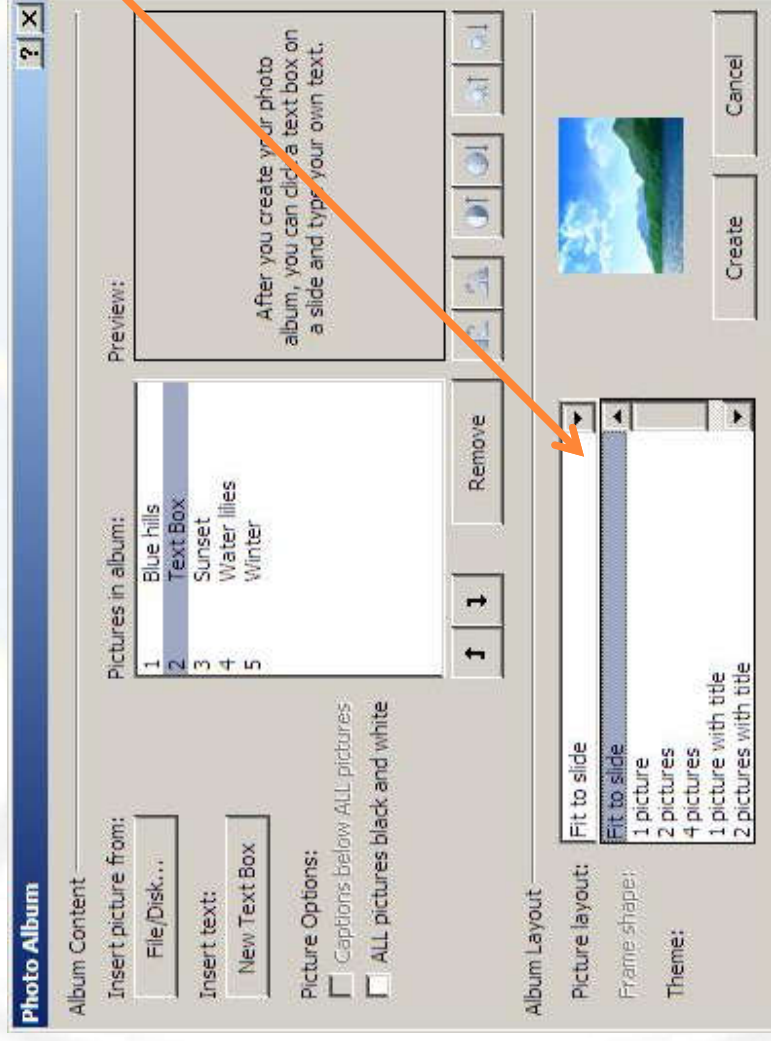 Photo Album
Album Content
Insert picture from:
File/Disk...
Insert text:
New Text Box
Picture Options:
Captions below ALL pictures
ALL pictures black and white
Pictures in album:
1 Blue hills
2 Text Box
3 Sunset
4 Water lilies
5 Winter
Remove
Preview:
After you create your photo
album, you can click a text box on
a slide and type your own text.
Album Layout
Picture layout:
Fit to slide
Fit to slide
1 picture
2 pictures
4 pictures
1 picture with title
2 pictures with title
Frame shape:
Theme:
Create
Cancel